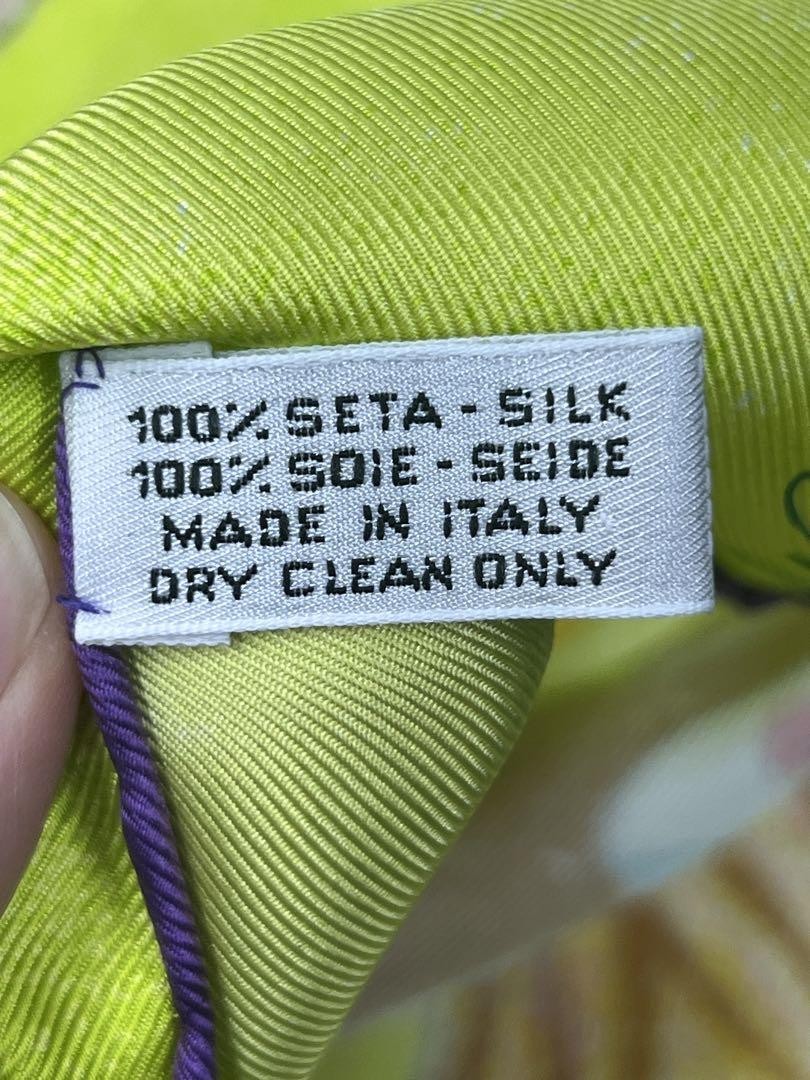 100% SETA - SILK
100% SOIE - SEIDE
MADE IN ITALY
DRY CLEAN ONLY